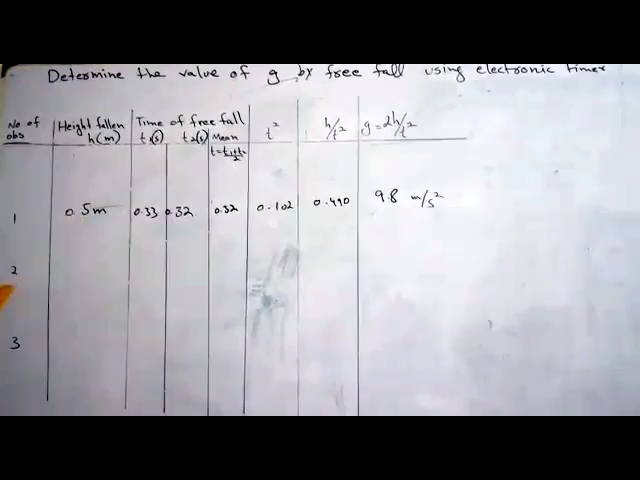 Determine the value of g by free fall using electronic timer
No of obs
Height fallen h(m)
Time of free fall
t₁(s)
t₂(s)
Mean t=t₁+t₂/2
t²
h/t²
g=2h/t²
1
0.5m
0.33
0.32
0.32
0.102
0.490
9.8 m/s²
2
3